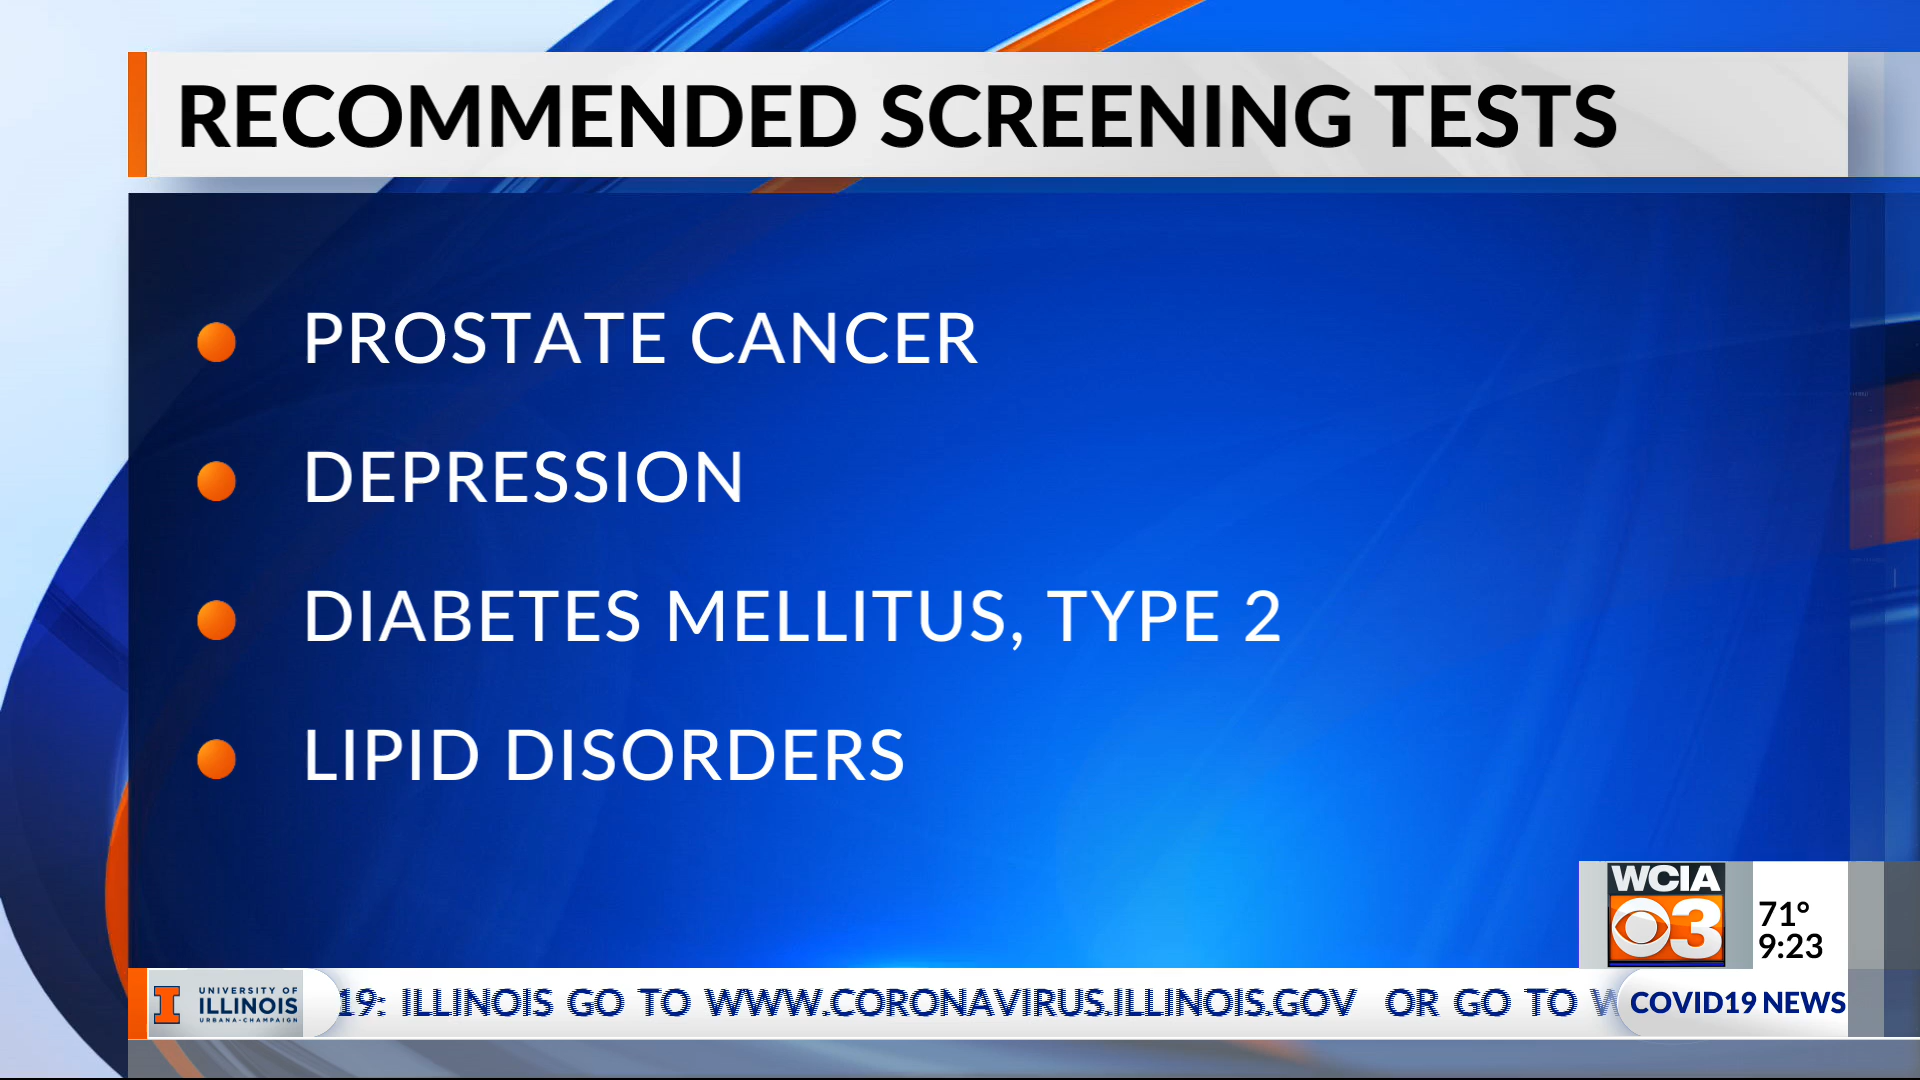 RECOMMENDED SCREENING TESTS
PROSTATE CANCER
DEPRESSION
DIABETES MELLITUS, TYPE 2
LIPID DISORDERS
WCIA
3
71°
9:23
I
UNIVERSITY OF
ILLINOIS
URBANA-CHAMPAIGN
19: ILLINOIS GO TO WWW.CORONAVIRUS.ILLINOIS.GOV OR GO TO
COVID19 NEWS